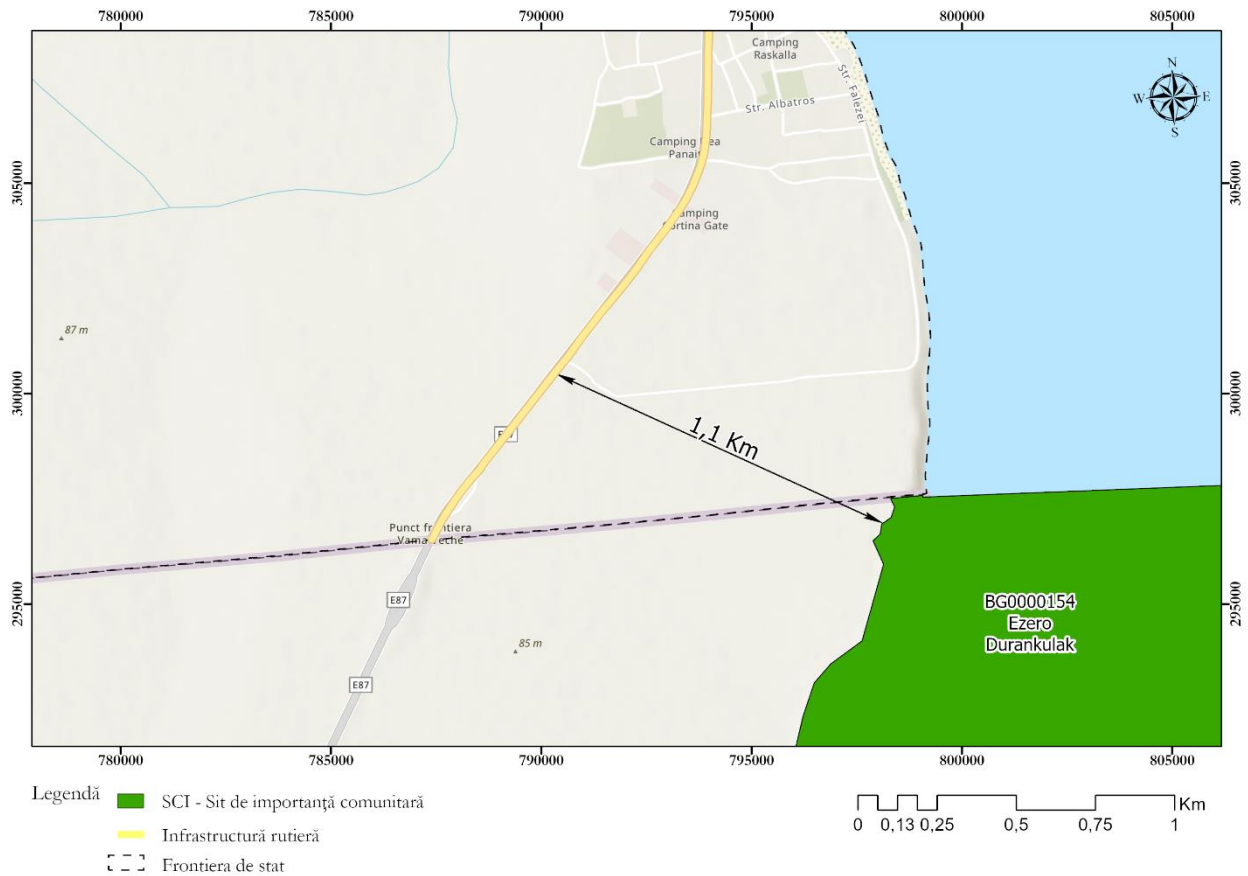 780000 785000 790000 795000 800000 805000
Camping
Raskalla
Str. Falezei
Str. Albatros
N
W E
S
Camping
Panait
305000 305000
Camping
Gate
87 m
300000 300000
1,1 Km
Punct frontiera
E87
295000 295000
BG0000154
Ezero
Durankulak
85 m
E87
780000 785000 790000 795000 800000 805000
Legendă
SCI - Sit de importanță comunitară
Infrastructură rutieră
Frontiera de stat
Km
0 0,13 0,25 0,5 0,75 1